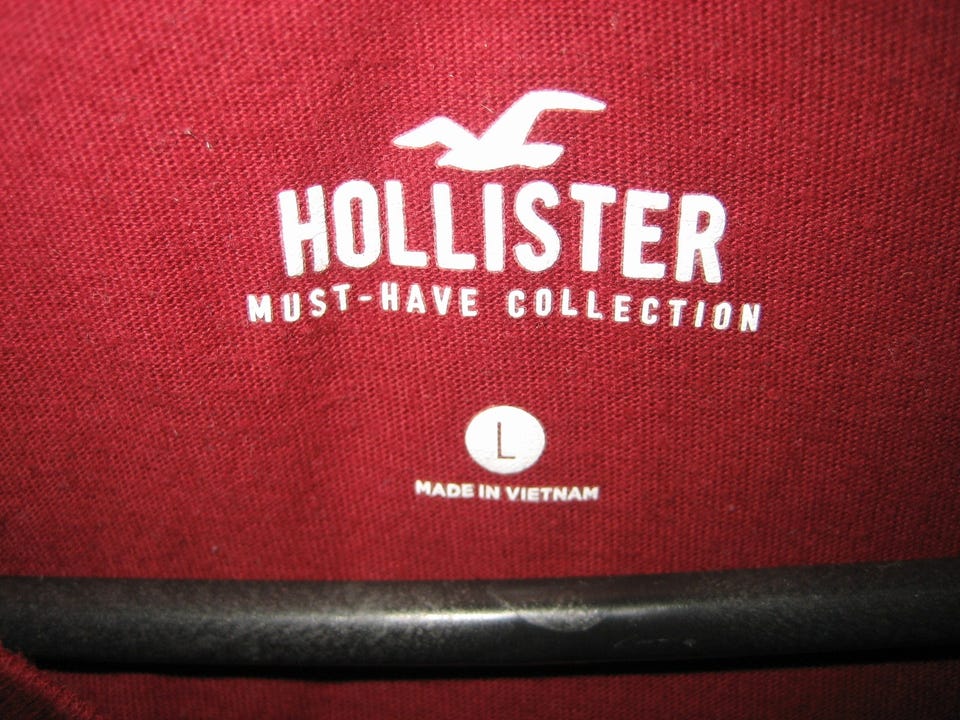 HOLLISTER
MUST-HAVE COLLECTION
L
MADE IN VIETNAM